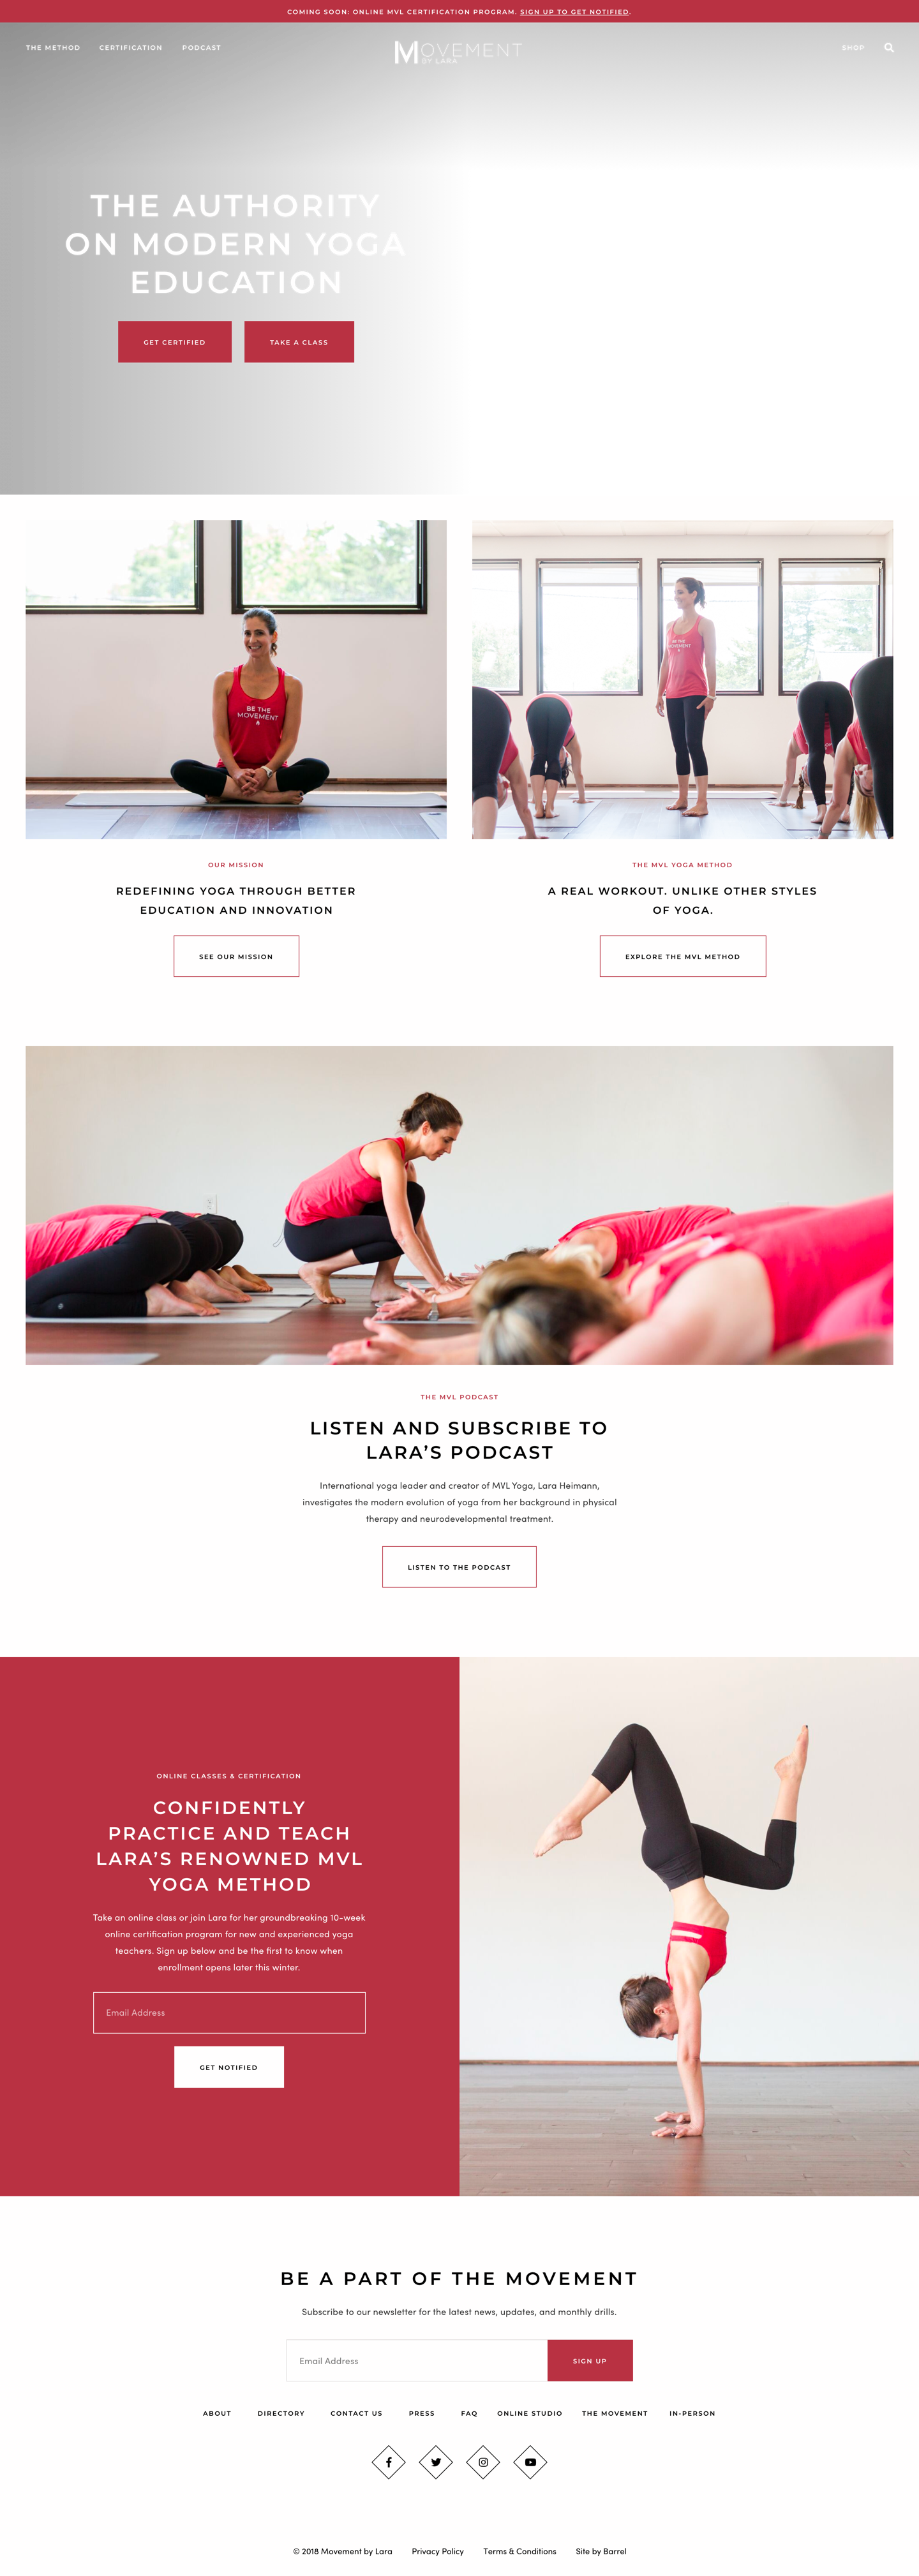 COMING SOON: ONLINE MVL CERTIFICATION PROGRAM. SIGN UP TO GET NOTIFIED.
THE METHOD CERTIFICATION PODCAST
MOVEMENT
BY LARA
SHOP
THE AUTHORITY
ON MODERN YOGA
EDUCATION
GET CERTIFIED
TAKE A CLASS
BE THE
MOVEMENT
BE THE
MOVEMENT
OUR MISSION
REDEFINING YOGA THROUGH BETTER
EDUCATION AND INNOVATION
SEE OUR MISSION
THE MVL YOGA METHOD
A REAL WORKOUT. UNLIKE OTHER STYLES
OF YOGA.
EXPLORE THE MVL METHOD
THE MVL PODCAST
LISTEN AND SUBSCRIBE TO
LARA’S PODCAST
International yoga leader and creator of MVL Yoga, Lara Heimann,
investigates the modern evolution of yoga from her background in physical
therapy and neurodevelopmental treatment.
LISTEN TO THE PODCAST
ONLINE CLASSES & CERTIFICATION
CONFIDENTLY
PRACTICE AND TEACH
LARA’S RENOWNED MVL
YOGA METHOD
Take an online class or join Lara for her groundbreaking 10-week
online certification program for new and experienced yoga
teachers. Sign up below and be the first to know when
enrollment opens later this winter.
Email Address
GET NOTIFIED
BE A PART OF THE MOVEMENT
Subscribe to our newsletter for the latest news, updates, and monthly drills.
Email Address
SIGN UP
ABOUT DIRECTORY CONTACT US PRESS FAQ ONLINE STUDIO THE MOVEMENT IN-PERSON
© 2018 Movement by Lara Privacy Policy Terms & Conditions Site by Barrel